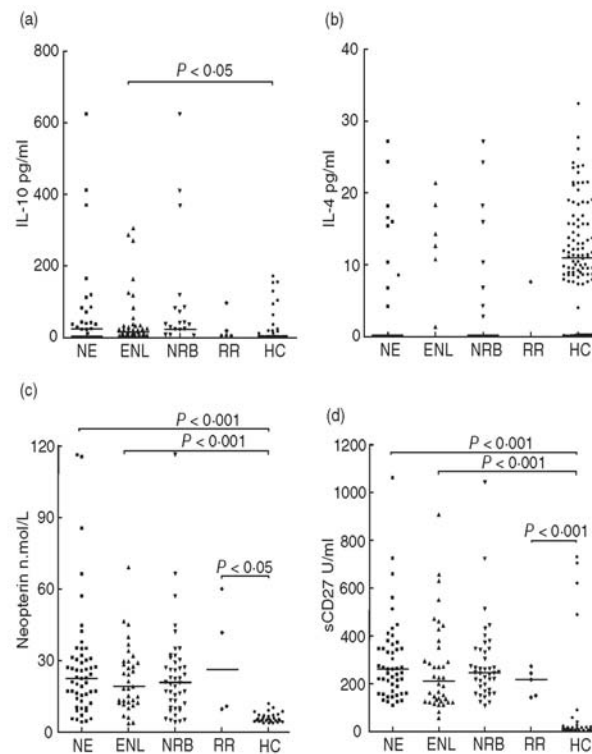 (a)
800
600
400
200
0
IL-10 pg/ml
P < 0·05
NE ENL NRB RR HC
(b)
40
30
20
10
0
IL-4 pg/ml
NE ENL NRB RR HC
(c)
120
90
60
30
0
Neopterin n.mol/L
P < 0·001
P < 0·001
P < 0·05
NE ENL NRB RR HC
(d)
1200
1000
800
600
400
200
0
sCD27 U/ml
P < 0·001
P < 0·001
P < 0·001
NE ENL NRB RR HC